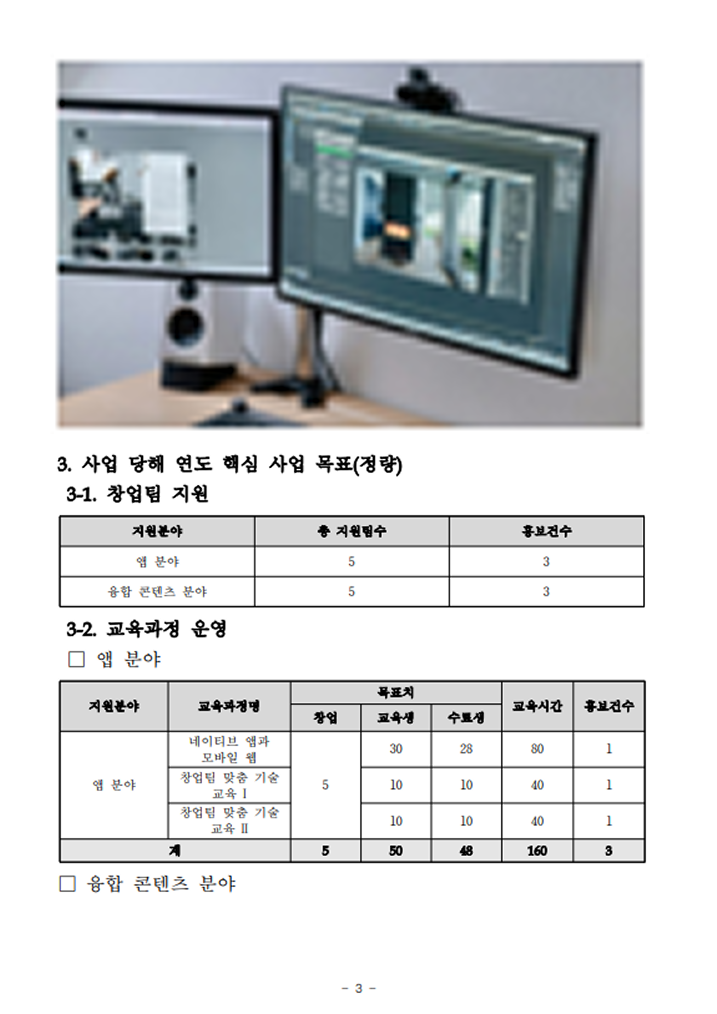 3. 사업 당해 연도 핵심 사업 목표(정량)
3-1. 창업팀 지원
지원분야 총 지원팀수 홍보건수
앱 분야 5 3
융합 콘텐츠 분야 5 3
3-2. 교육과정 운영
□ 앱 분야
지원분야 교육과정명 목표치 교육시간 홍보건수
창업 교육생 수료생
앱 분야 5
네이티브 앱과
모바일 웹 30 28 80 1
창업팀 맞춤 기술
교육 Ⅰ 10 10 40 1
창업팀 맞춤 기술
교육 Ⅱ 10 10 40 1
계 5 50 48 160 3
□ 융합 콘텐츠 분야
- 3 -